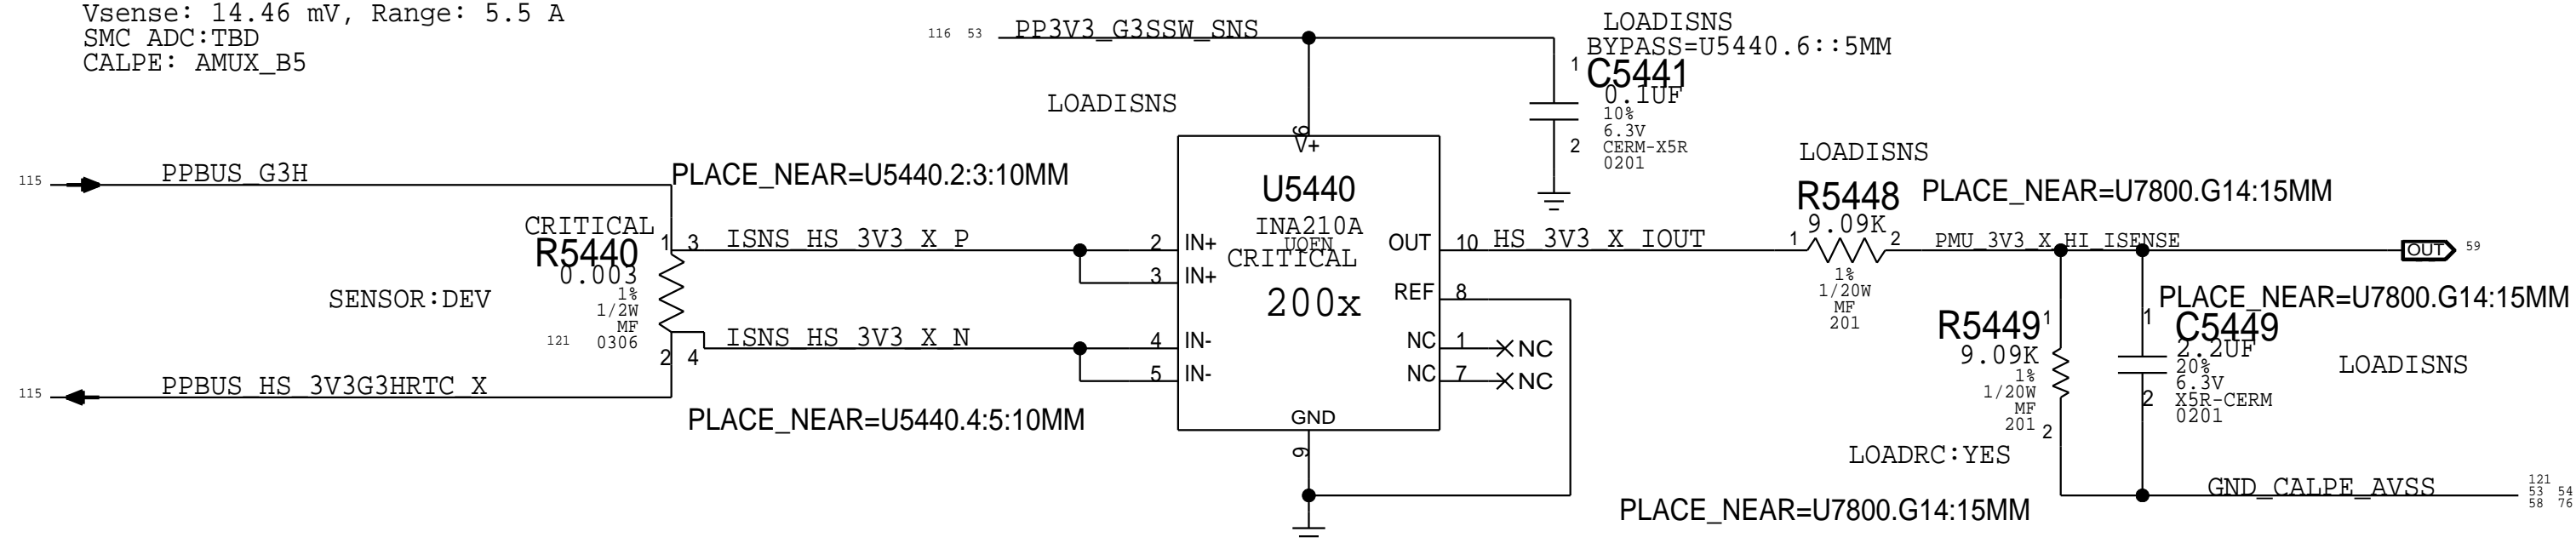 Vsense: 14.46 mV, Range: 5.5 A
SMC ADC:TBD
CALPE: AMUX_B5
116 53 PP3V3_G3SSW_SNS
LOADISNS
BYPASS=U5440.6::5MM
1 C5441
0.1UF
10%
6.3V
2 CERM-X5R
0201
LOADISNS
6
V+
115 PPBUS_G3H
PLACE_NEAR=U5440.2:3:10MM
U5440
INA210A
UQFN
CRITICAL
200x
CRITICAL
R5440
0.003
1%
1/2W
MF
121 0306
SENSOR:DEV
1 3 ISNS_HS_3V3_X_P
2 IN+
3 IN+
ISNS_HS_3V3_X_N
2 4
4 IN-
5 IN-
115 PPBUS_HS_3V3G3HRTC_X
PLACE_NEAR=U5440.4:5:10MM
GND
9
OUT 10 HS_3V3_X_IOUT
REF 8
NC 1 NC
NC 7 NC
LOADISNS
R5448 PLACE_NEAR=U7800.G14:15MM
9.09K
1 2
1%
1/20W
MF
201
PMU_3V3_X_HI_ISENSE
OUT 59
PLACE_NEAR=U7800.G14:15MM
R5449 1
9.09K
1%
1/20W
MF
201 2
1 C5449
2.2UF
20%
6.3V
2 X5R-CERM
0201
LOADISNS
LOADRC:YES
GND_CALPE_AVSS
121
53 54
58 76
PLACE_NEAR=U7800.G14:15MM